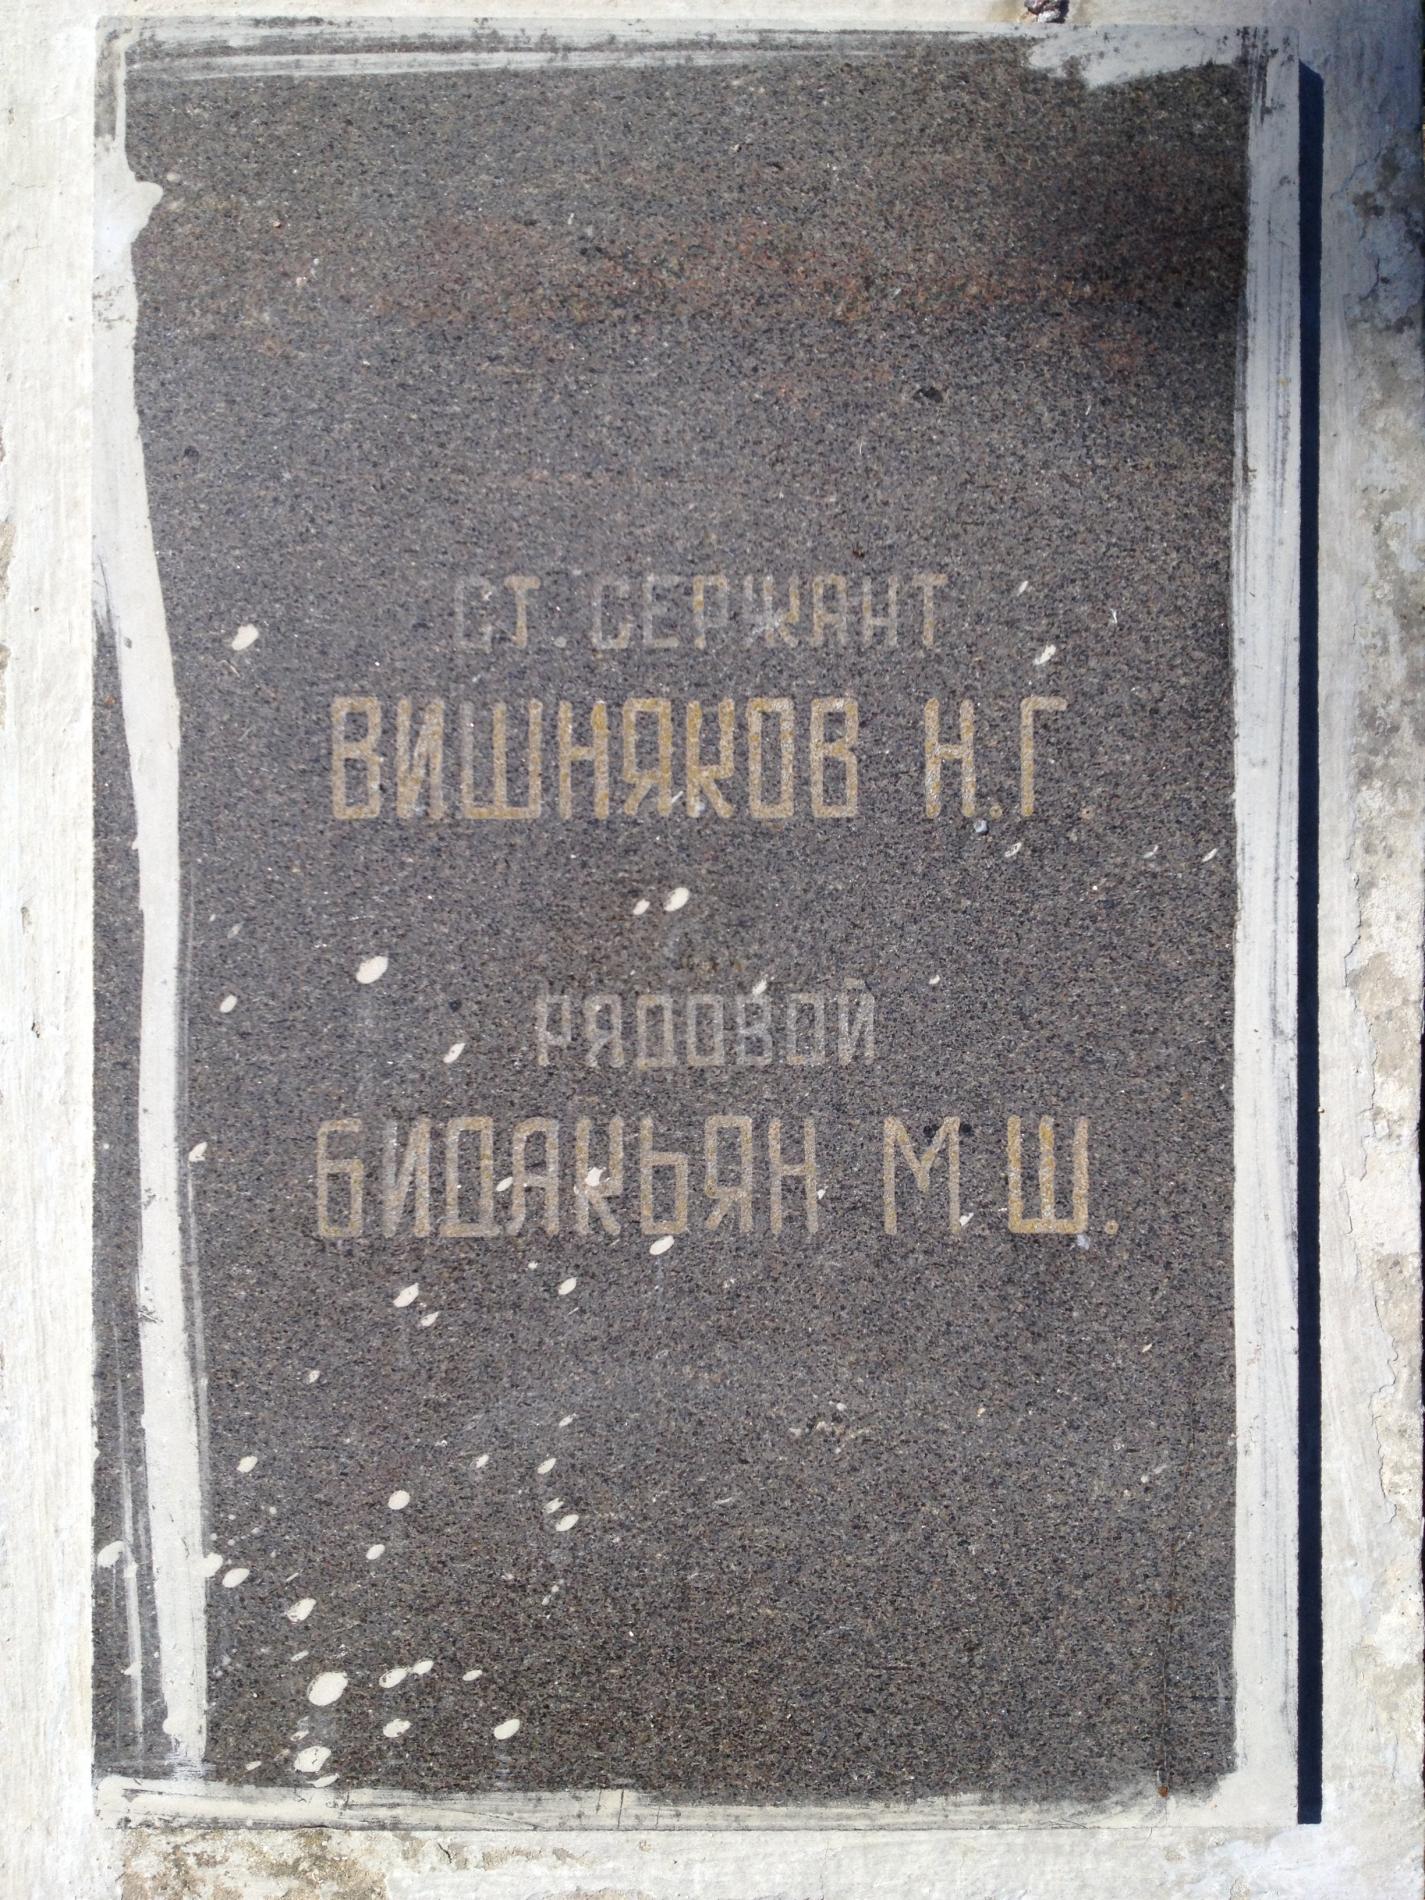 СТ. СЕРЖАНТ
ВИШНЯКОВ Н.Г
РЯДОВОЙ
БИДАКЬЯН М.Ш.